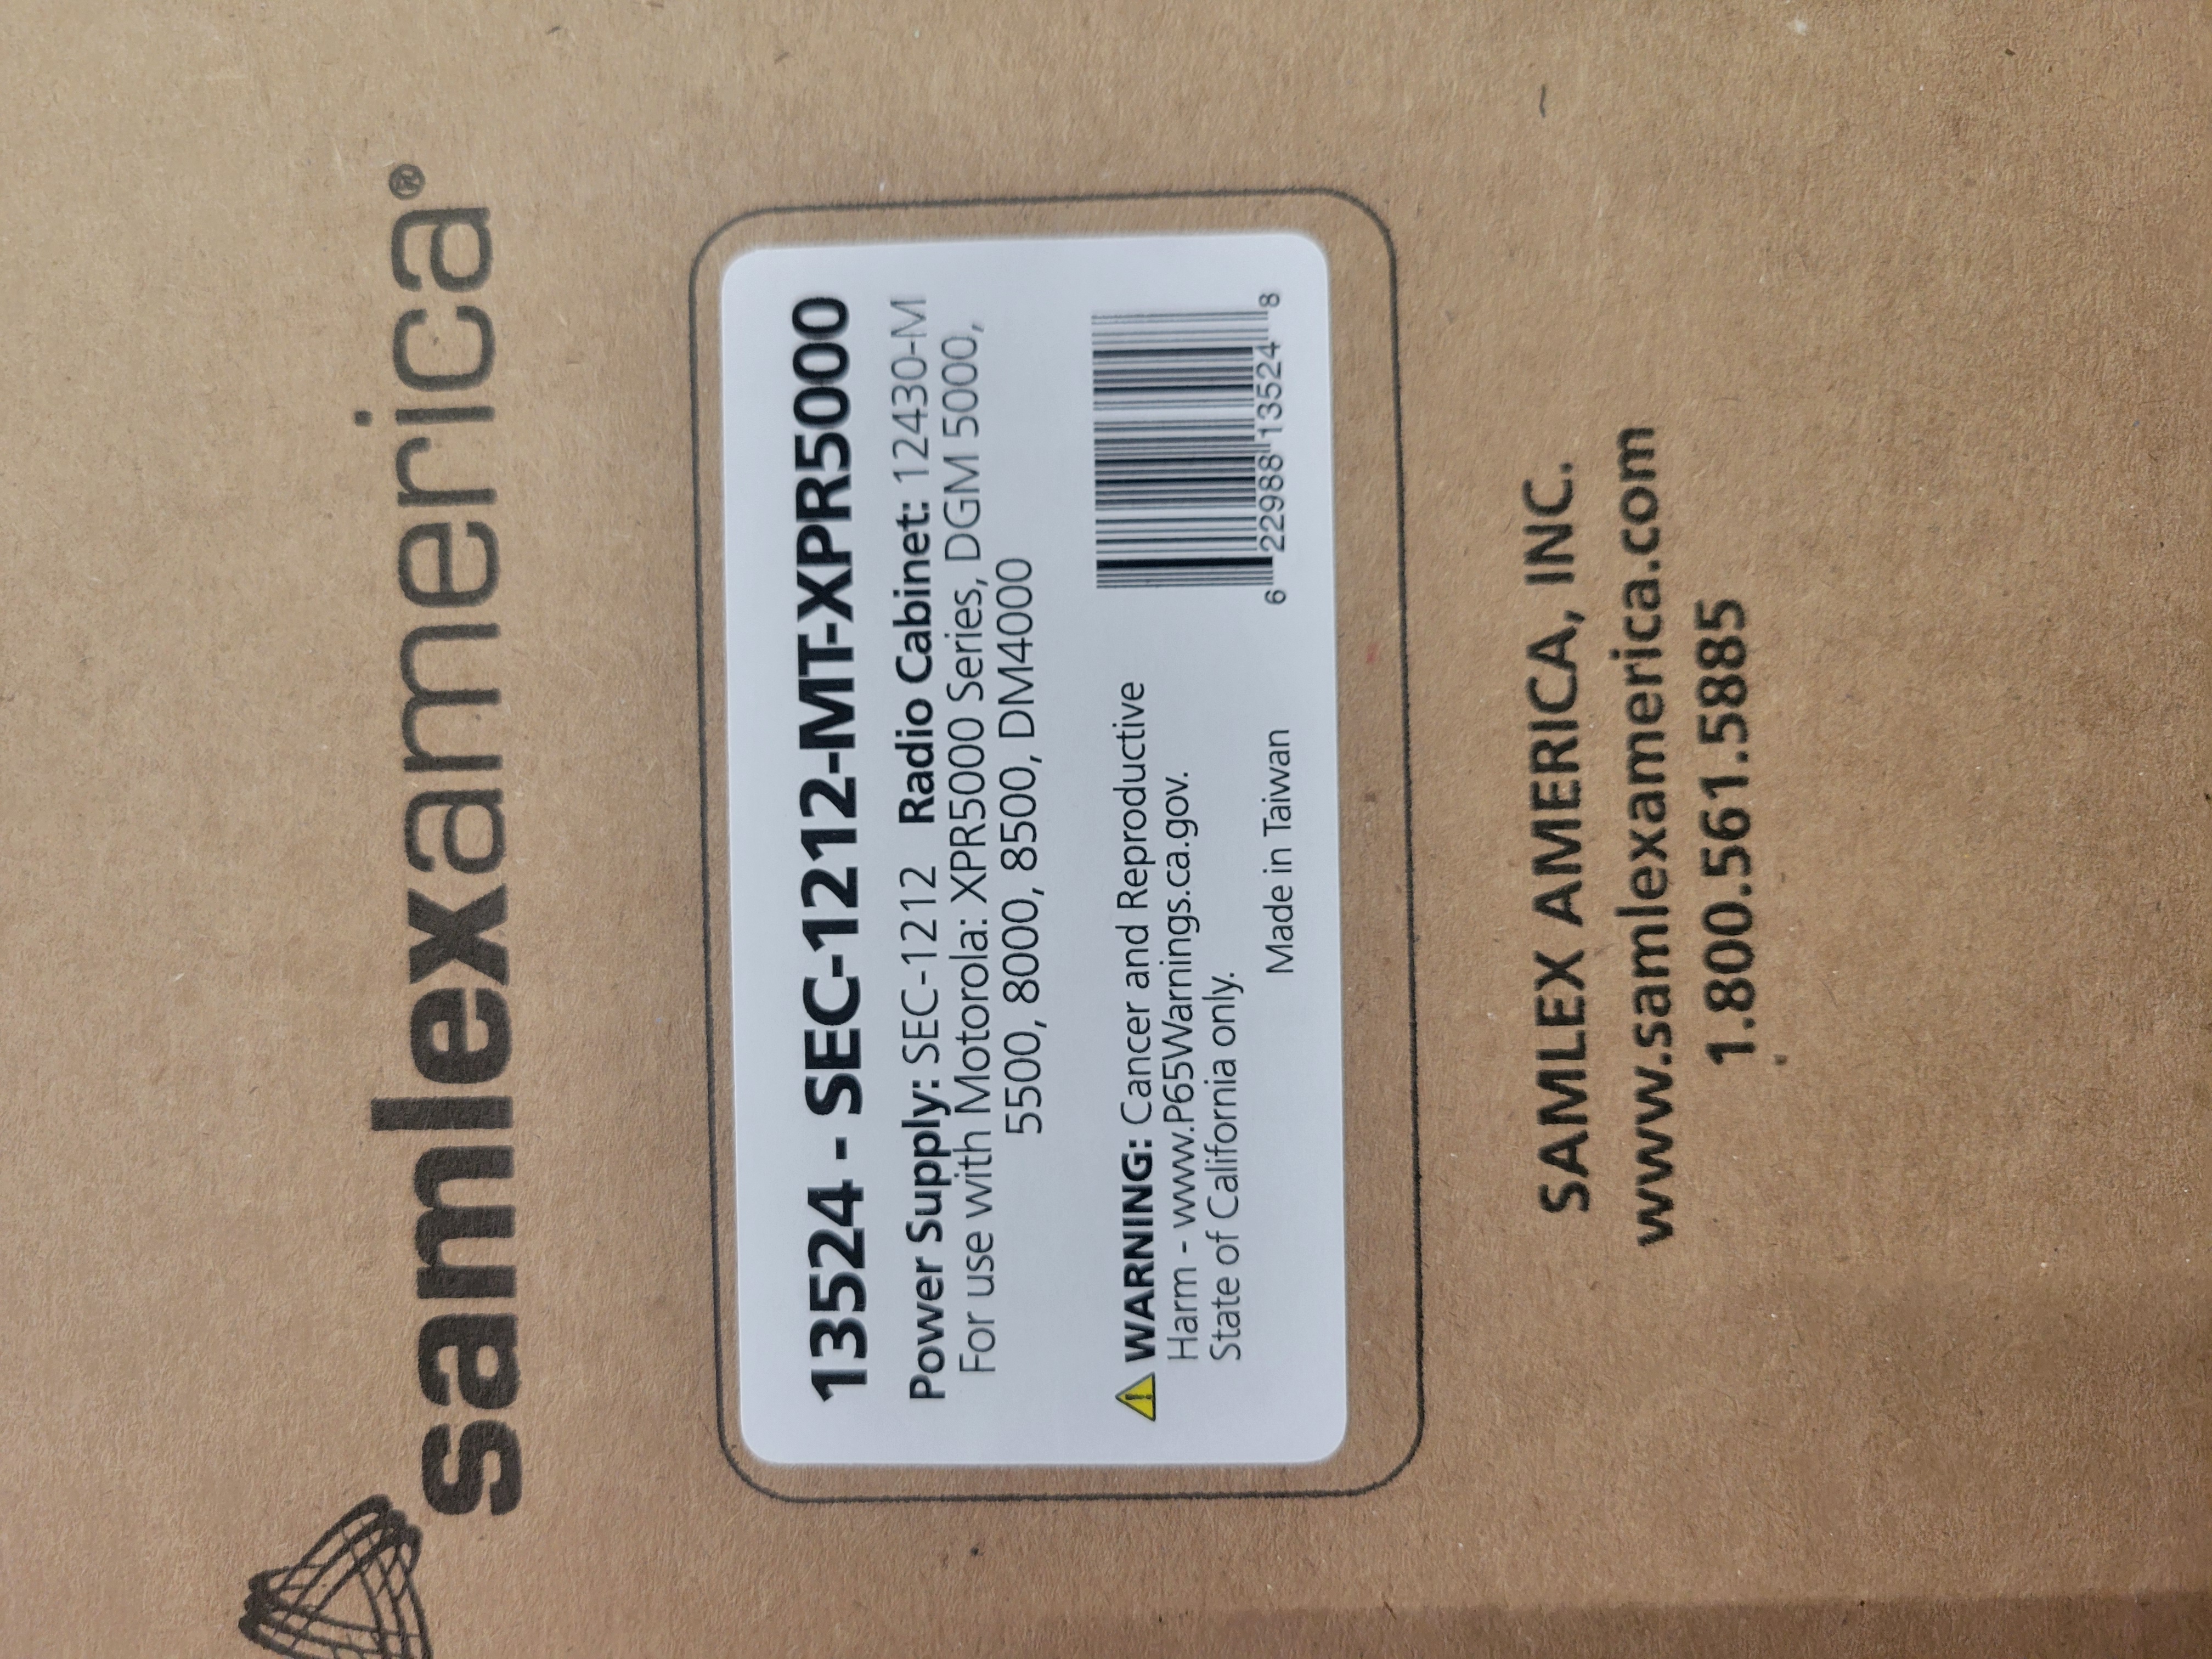 samlexamerica®
13524 - SEC-1212-MT-XPR5000
Power Supply: SEC-1212 Radio Cabinet: 12430-M
For use with Motorola: XPR5000 Series, DGM 5000,
5500, 8000, 8500, DM4000
WARNING: Cancer and Reproductive
Harm - www.P65Warnings.ca.gov.
State of California only.
Made in Taiwan
6 22988 13524 8
SAMLEX AMERICA, INC.
www.samlexamerica.com
1.800.561.5885